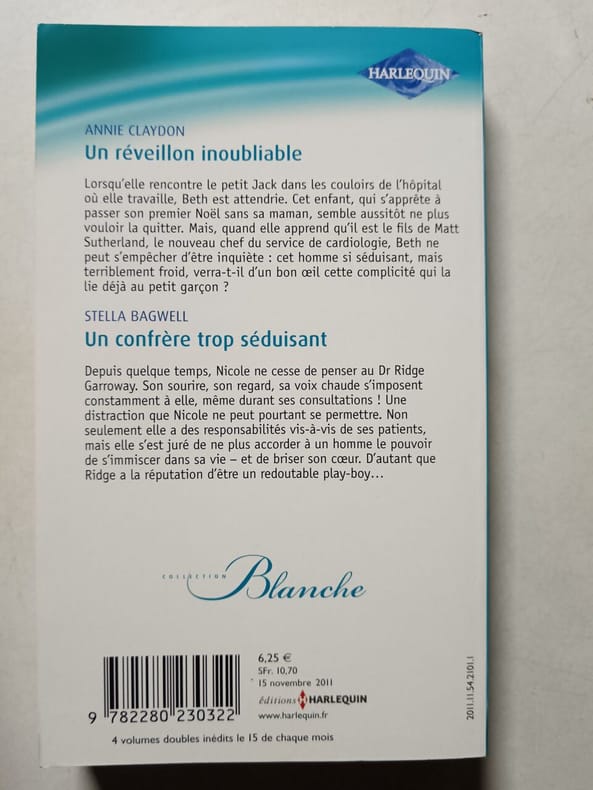 HARLEQUIN
ANNIE CLAYDON
Un réveillon inoubliable
Lorsqu'elle rencontre le petit Jack dans les couloirs de l'hôpital
où elle travaille, Beth est attendrie. Cet enfant, qui s'apprête à
passer son premier Noël sans sa maman, semble aussitôt ne plus
vouloir la quitter. Mais, quand elle apprend qu'il est le fils de Matt
Sutherland, le nouveau chef du service de cardiologie, Beth ne
peut s'empêcher d'être inquiète : cet homme si séduisant, mais
terriblement froid, verra-t-il d'un bon œil cette complicité qui la
lie déjà au petit garçon ?
STELLA BAGWELL
Un confrère trop séduisant
Depuis quelque temps, Nicole ne cesse de penser au Dr Ridge
Garroway. Son sourire, son regard, sa voix chaude s'imposent
constamment à elle, même durant ses consultations ! Une
distraction que Nicole ne peut pourtant se permettre. Non
seulement elle a des responsabilités vis-à-vis de ses patients,
mais elle s'est juré de ne plus accorder à un homme le pouvoir
de s'immiscer dans sa vie – et de briser son cœur. D'autant que
Ridge a la réputation d'être un redoutable play-boy…
COLLECTION Blanche
6,25 €
SFr. 10,70
15 novembre 2011
éditions HARLEQUIN
www.harlequin.fr
9 782280 230322
4 volumes doubles inédits le 15 de chaque mois
2011.11.54.2101.1